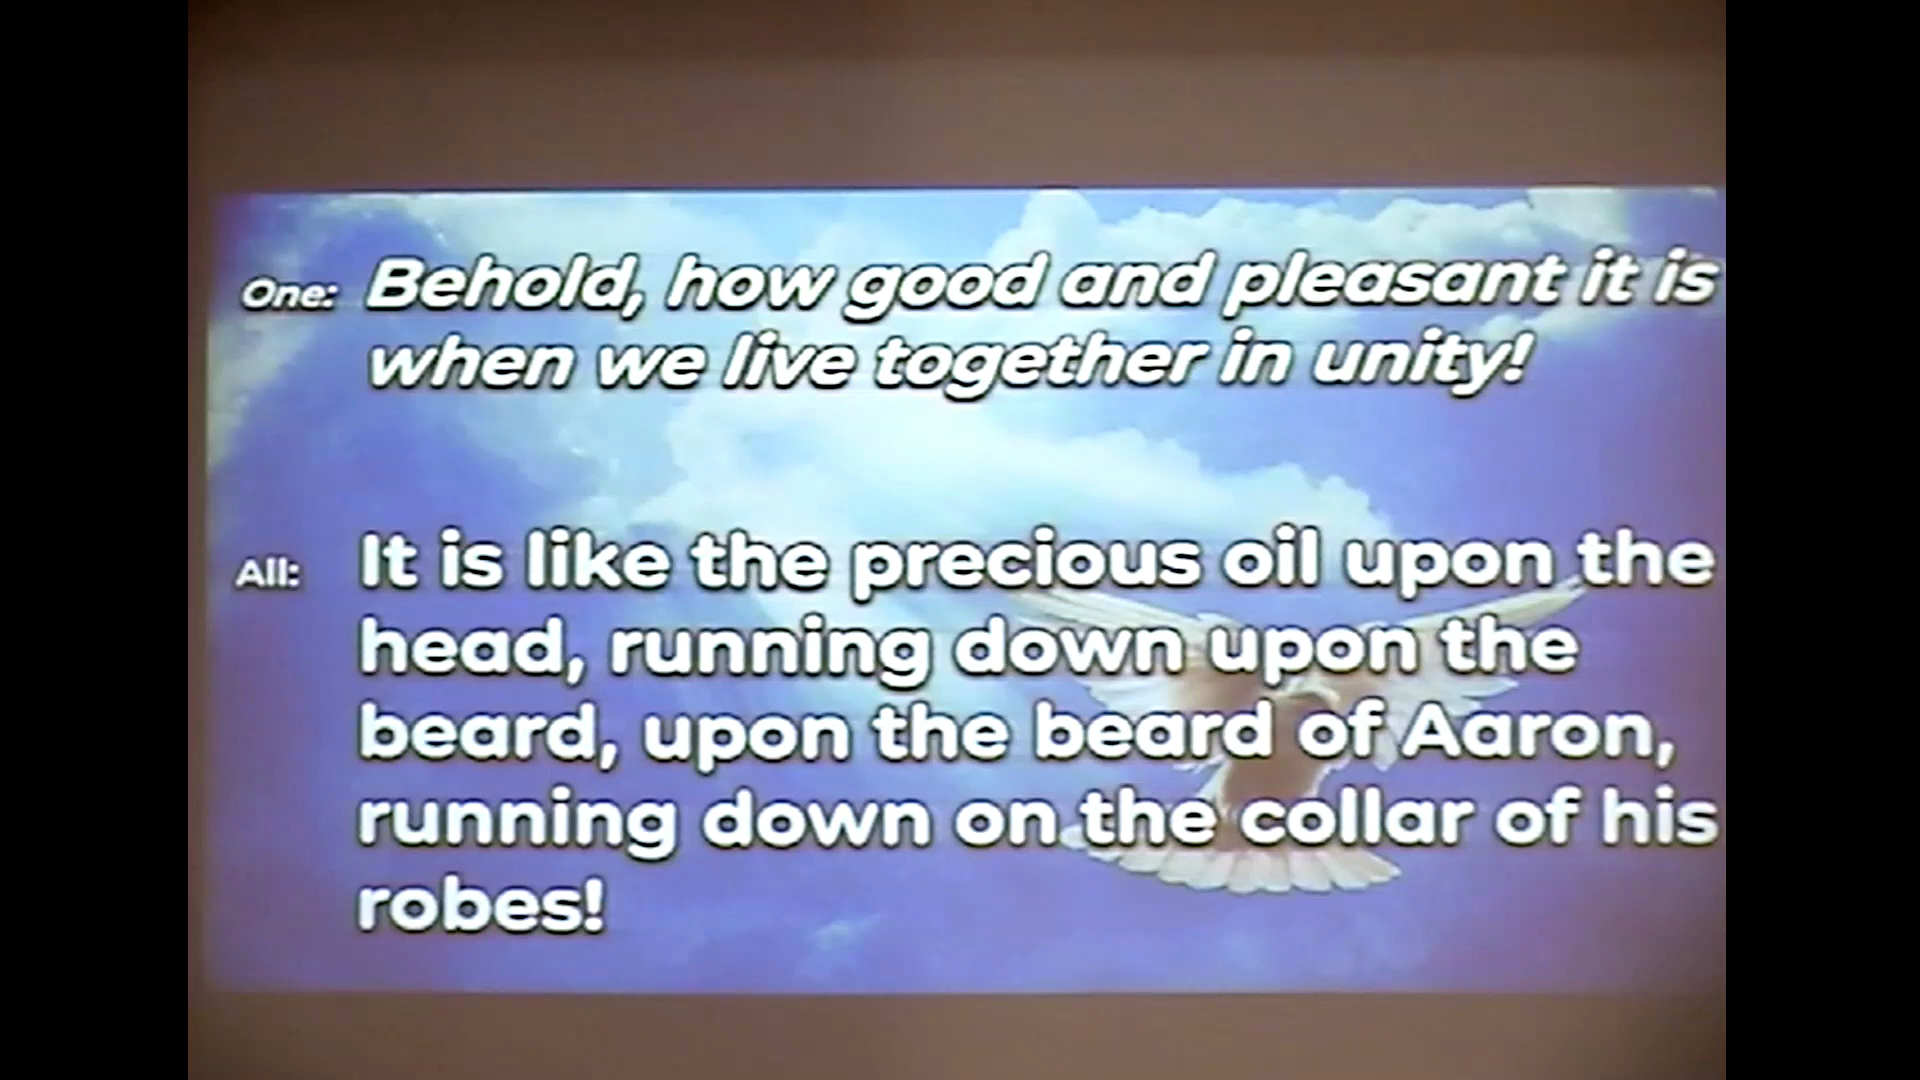 One: Behold, how good and pleasant it is
when we live together in unity!
All: It is like the precious oil upon the
head, running down upon the
beard, upon the beard of Aaron,
running down on the collar of his
robes!